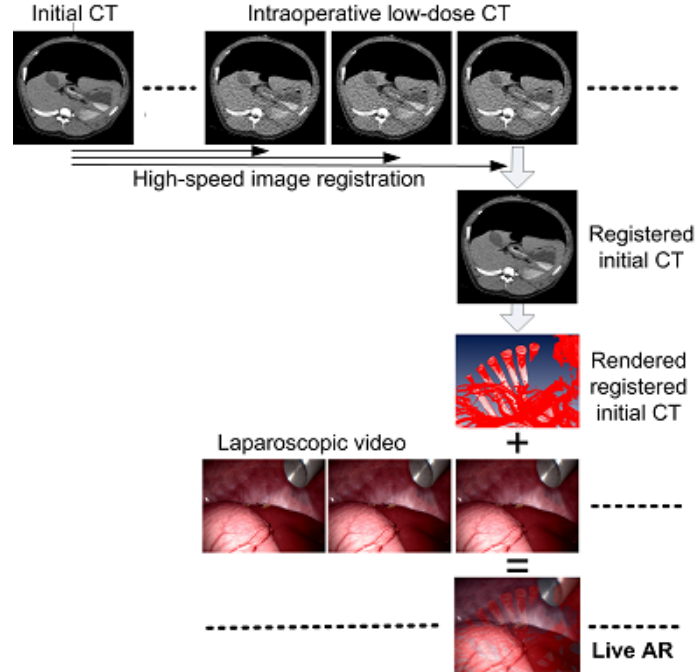 Initial CT
Intraoperative low-dose CT
High-speed image registration
Registered
initial CT
Rendered
registered
initial CT
+
Laparoscopic video
=
Live AR